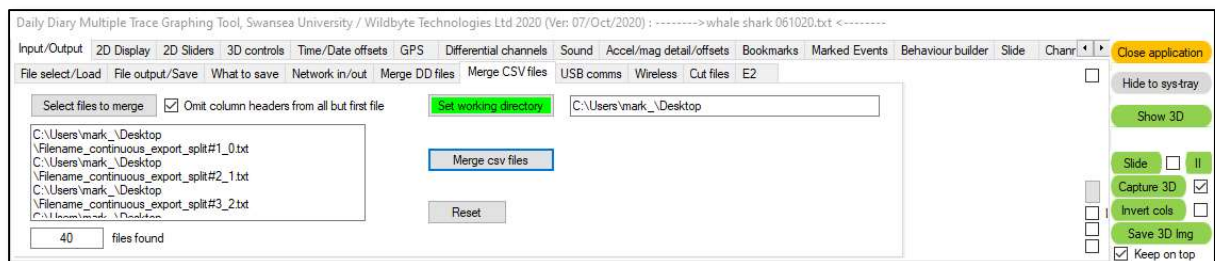 Daily Diary Multiple Trace Graphing Tool, Swansea University / Wildbyte Technologies Ltd 2020 (Ver: 07/Oct/2020) : -------->whale shark 061020.txt <--------
Input/Output 2D Display 2D Sliders 3D controls Time/Date offsets GPS Differential channels Sound Accel/mag detail/offsets Bookmarks Marked Events Behaviour builder Slide Chanr
File select/Load File output/Save What to save Network in/out Merge DD files Merge CSV files USB comms Wireless Cut files E2
Select files to merge Omit column headers from all but first file Set working directory C:\Users\mark_\Desktop
C:\Users\mark_\Desktop
\Filename_continuous_export_split#1_0.txt
C:\Users\mark_\Desktop
\Filename_continuous_export_split#2_1.txt
C:\Users\mark_\Desktop
\Filename_continuous_export_split#3_2.txt
Merge csv files
Reset
40 files found
Close application
Hide to sys-tray
Show 3D
Slide II
Capture 3D
Invert cols
Save 3D Img
Keep on top